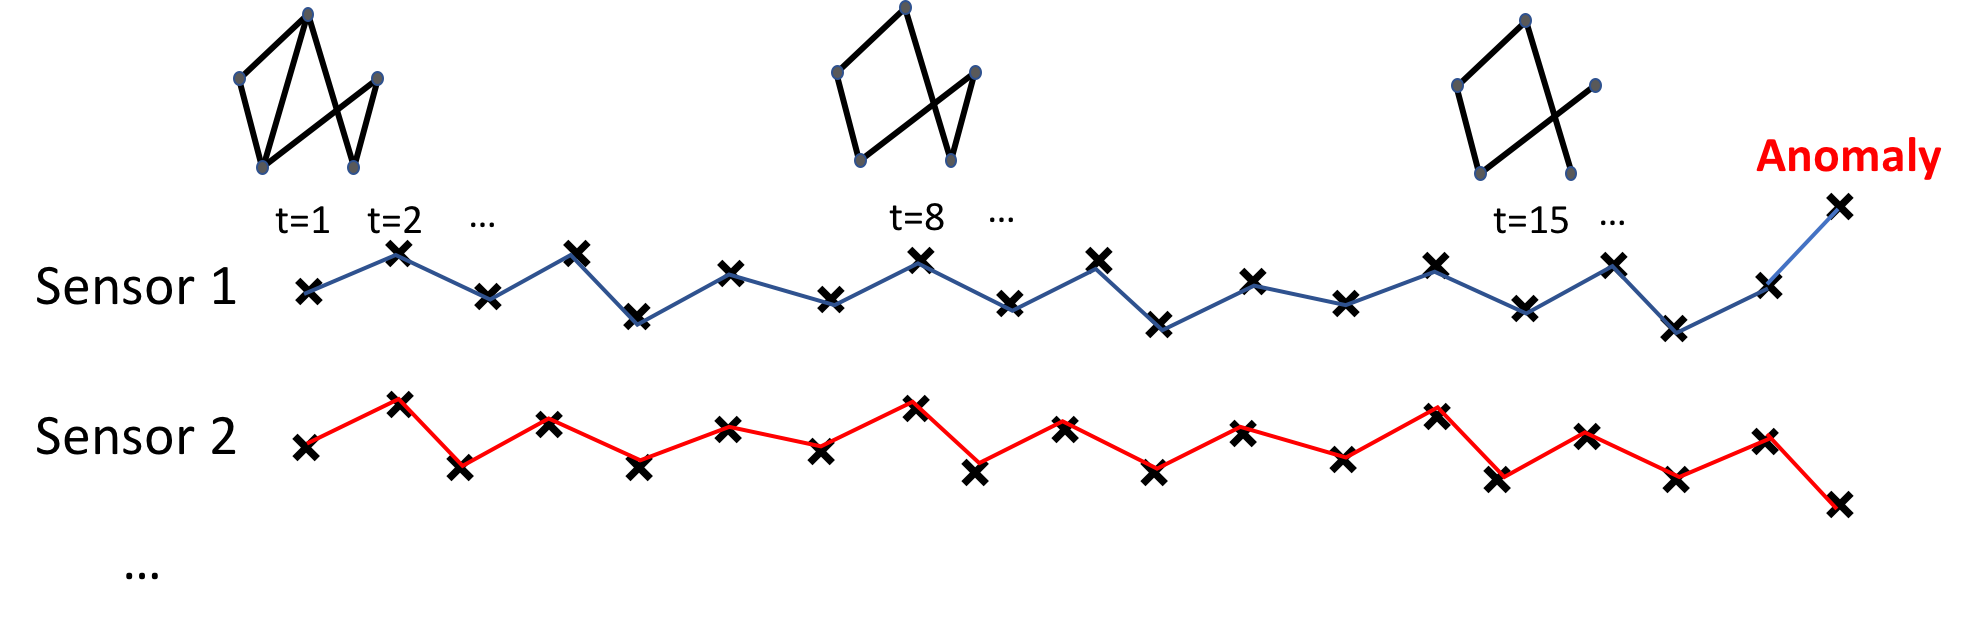 Anomaly
t=1 t=2 ... t=8 ... t=15 ...
Sensor 1
Sensor 2
...